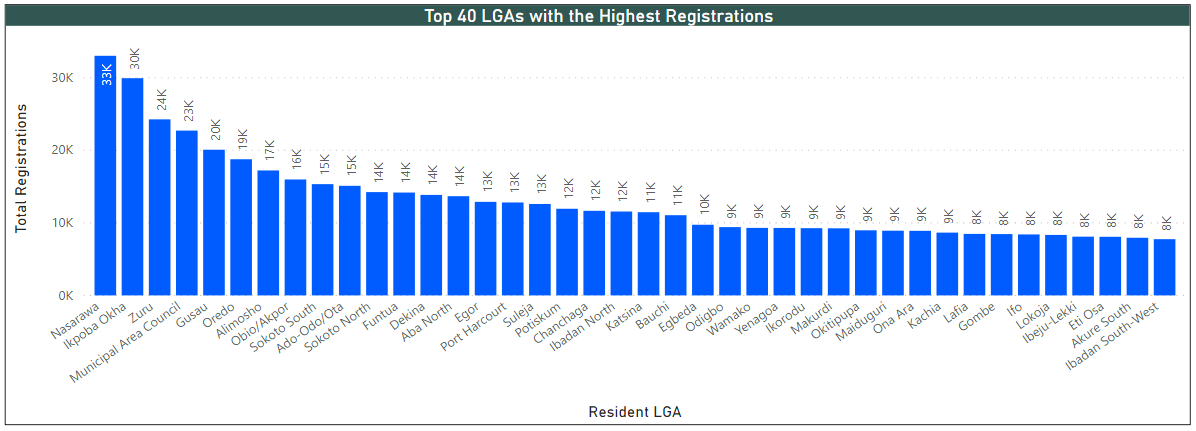 Top 40 LGAs with the Highest Registrations
Total Registrations
30K
20K
10K
0K
33K
30K
24K
23K
20K
19K
17K
16K
15K
15K
14K
14K
14K
14K
13K
13K
13K
12K
12K
12K
11K
11K
10K
9K
9K
9K
9K
9K
9K
9K
9K
9K
8K
8K
8K
8K
8K
8K
8K
8K
Nasarawa
Ikpoba Okha
Zuru
Municipal Area Council
Gusau
Oredo
Alimosho
Obio/Akpor
Sokoto South
Ado-Odo/Ota
Sokoto North
Funtua
Dekina
Aba North
Egor
Port Harcourt
Suleja
Potiskum
Chanchaga
Ibadan North
Katsina
Bauchi
Egbeda
Odigbo
Wamako
Yenagoa
Ikorodu
Makurdi
Okitipupa
Maiduguri
Ona Ara
Kachia
Lafia
Gombe
Ifo
Lokoja
Ibeju-Lekki
Eti Osa
Akure South
Ibadan South-West
Resident LGA